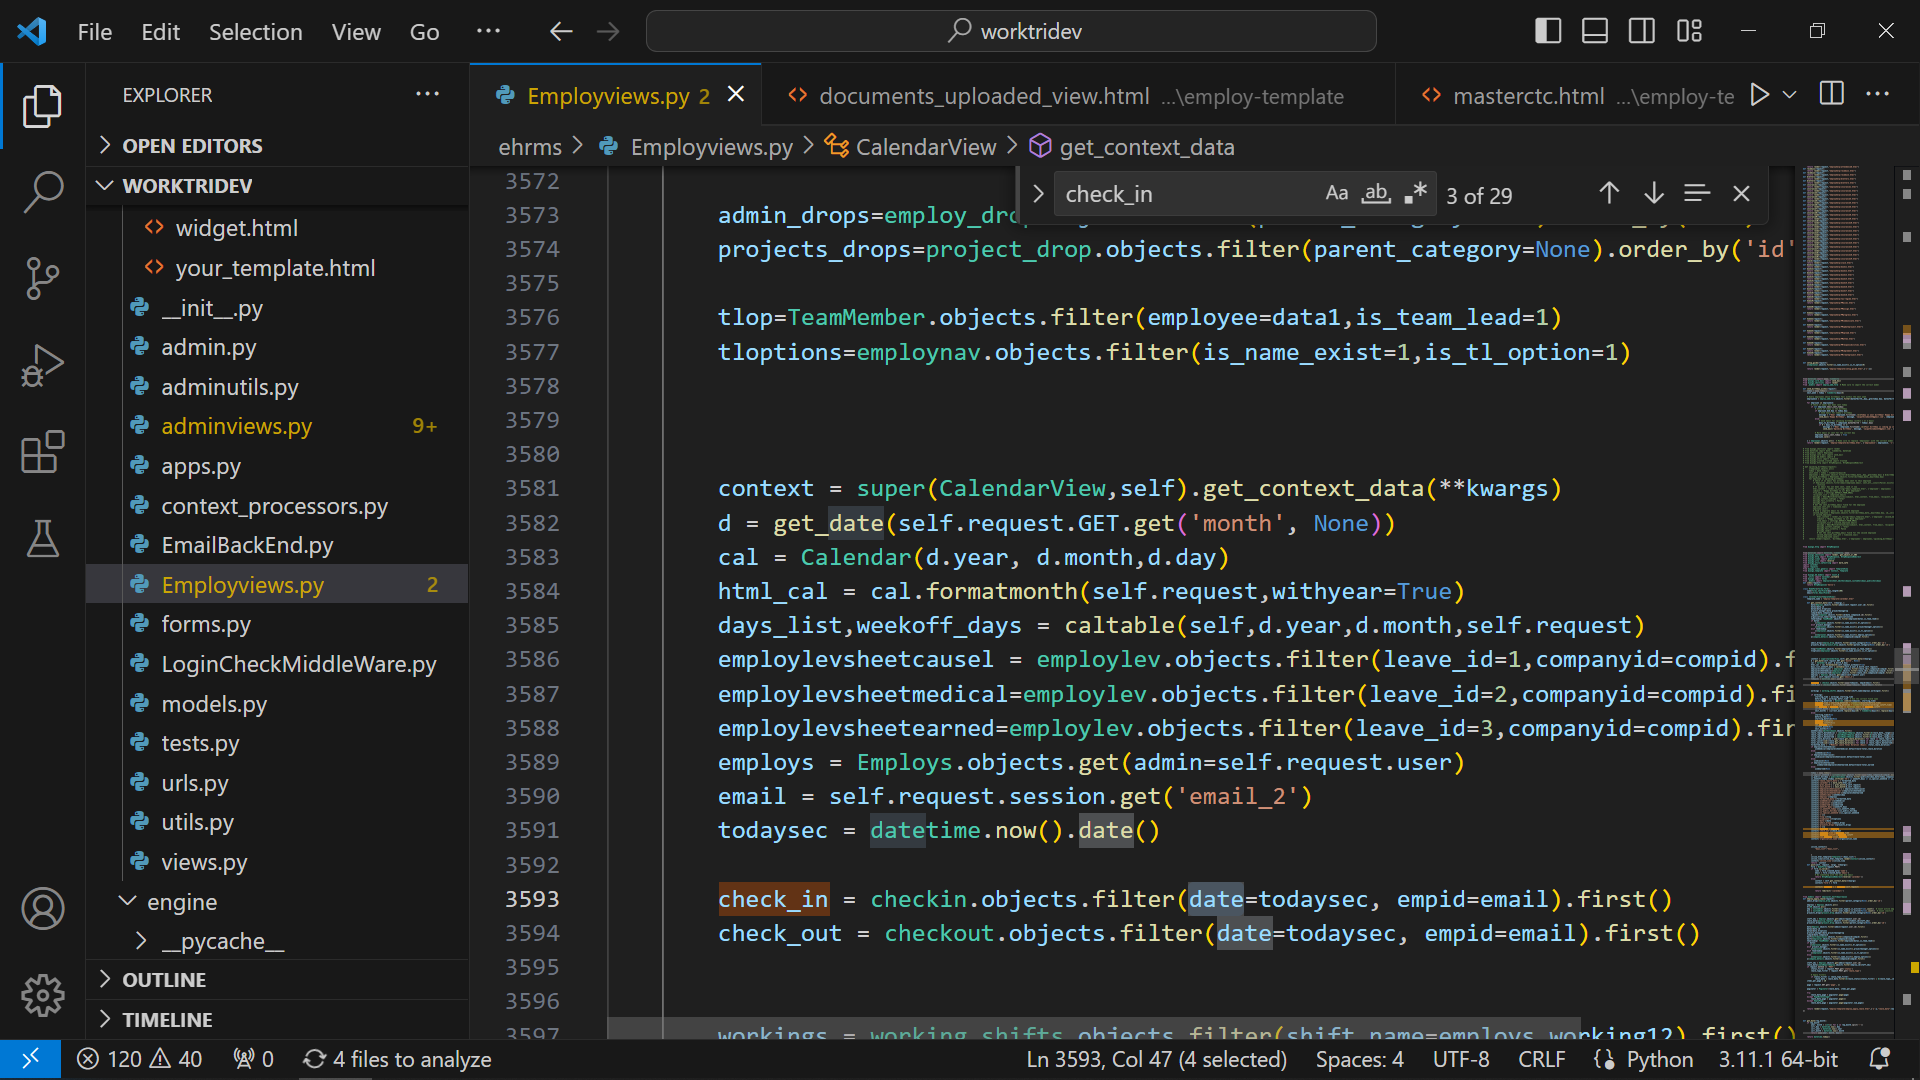 File Edit Selection View Go ··· worktridev
EXPLORER ···
OPEN EDITORS
WORKTRIDEV
widget.html
your_template.html
__init__.py
admin.py
adminutils.py
adminviews.py 9+
apps.py
context_processors.py
EmailBackEnd.py
Employviews.py 2
forms.py
LoginCheckMiddleWare.py
models.py
tests.py
urls.py
utils.py
views.py
engine
__pycache__
OUTLINE
TIMELINE
Employviews.py 2 documents_uploaded_view.html ...\employ-template masterctc.html ...\employ-te ···
ehrms > Employviews.py > CalendarView > get_context_data
check_in Aa ab .* 3 of 29
3572
3573 admin_drops=employ_dro
3574 projects_drops=project_drop.objects.filter(parent_category=None).order_by('id'
3575
3576 tlop=TeamMember.objects.filter(employee=data1,is_team_lead=1)
3577 tloptions=employnav.objects.filter(is_name_exist=1,is_tl_option=1)
3578
3579
3580
3581 context = super(CalendarView,self).get_context_data(**kwargs)
3582 d = get_date(self.request.GET.get('month', None))
3583 cal = Calendar(d.year, d.month,d.day)
3584 html_cal = cal.formatmonth(self.request,withyear=True)
3585 days_list,weekoff_days = caltable(self,d.year,d.month,self.request)
3586 employlevsheetcausel = employlev.objects.filter(leave_id=1,companyid=compid).f
3587 employlevsheetmedical=employlev.objects.filter(leave_id=2,companyid=compid).fi
3588 employlevsheetearned=employlev.objects.filter(leave_id=3,companyid=compid).fir
3589 employs = Employs.objects.get(admin=self.request.user)
3590 email = self.request.session.get('email_2')
3591 todaysec = datetime.now().date()
3592
3593 check_in = checkin.objects.filter(date=todaysec, empid=email).first()
3594 check_out = checkout.objects.filter(date=todaysec, empid=email).first()
3595
3596
3597 workings = working_shifts.objects.filter(shift_name=employs.working12).first()
120 40 0 4 files to analyze Ln 3593, Col 47 (4 selected) Spaces: 4 UTF-8 CRLF {} Python 3.11.1 64-bit